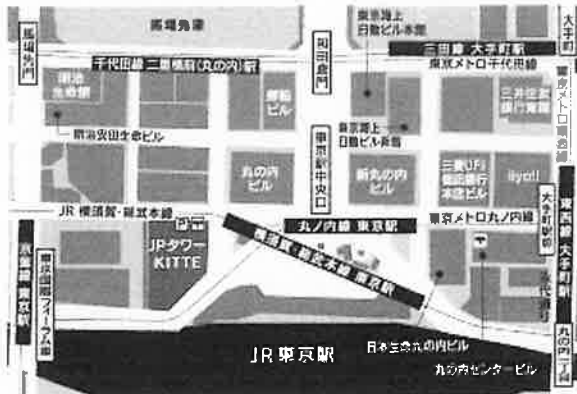 馬場先濠
東京海上
日動ビル本館
大手町
馬場先門
和田倉門
三田線 大手町駅
東京メトロ千代田線
千代田線 二重橋前(丸の内)駅
明治
生命館
郵船
ビル
三井住友
銀行東館
東京メトロ東西線
明治安田生命ビル
東京駅中央口
東京海上
日動ビル新館
丸の内
ビル
新丸の内
ビル
三菱UFJ
信託銀行
本店ビル
iiyo!!
JR 横須賀・総武本線
丸ノ内線 東京駅
東京メトロ丸ノ内線
大手町駅前
東西線 大手町駅
JPタワー
KITTE
横須賀・総武本線 東京駅
京葉線 東京駅
東京国際フォーラム前
永代通り
日本生命丸の内ビル
JR東京駅
丸の内センタービル
丸の内一丁目